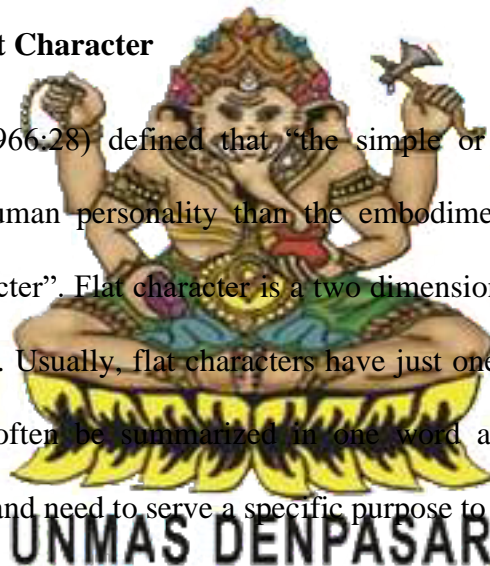 t Character
966:28) defined that “the simple or
uman personality than the embodime
cter”. Flat character is a two dimension
. Usually, flat characters have just one
often be summarized in one word a
and need to serve a specific purpose to
UNMAS DENPASAR